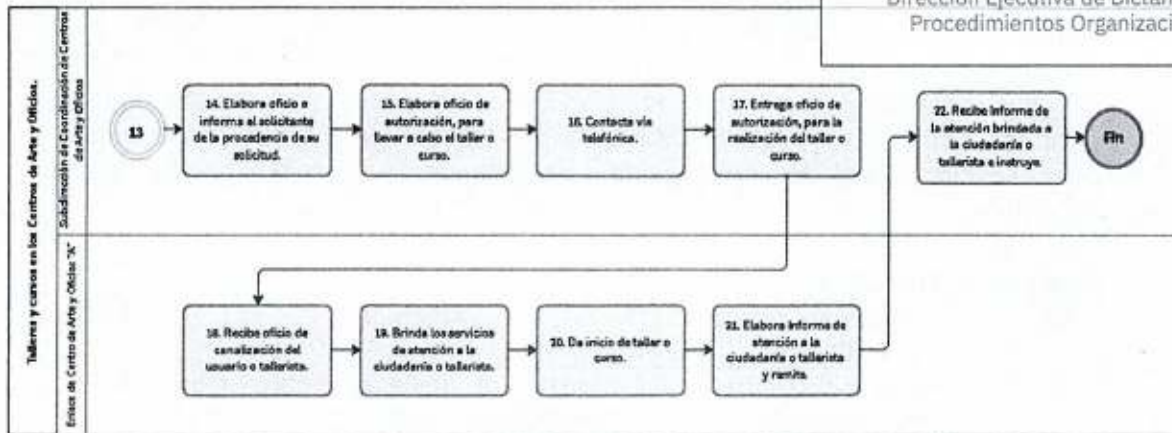 Dirección Ejecutiva de Dictam
Procedimientos Organizaci
Talleres y cursos en los Centros de Arte y Oficios.
Subdirección de Coordinación de Centros
de Arte y Oficios
13
14. Elabora oficio e
informa al solicitante
de la procedencia de su
solicitud.
15. Elabora oficio de
autorización, para
llevar a cabo el taller o
curso.
16. Contacta vía
telefónica.
17. Entrega oficio de
autorización, para la
realización del taller o
curso.
22. Recibe informe de
la atención brindada a
la ciudadanía o
tallerista e instruye.
Fin
Enlace de Centro de Arte y Oficios "A"
18. Recibe oficio de
canalización del
usuario o tallerista.
19. Brinda los servicios
de atención a la
ciudadanía o tallerista.
20. Da inicio de taller o
curso.
21. Elabora informe de
atención a la
ciudadanía o tallerista
y remite.